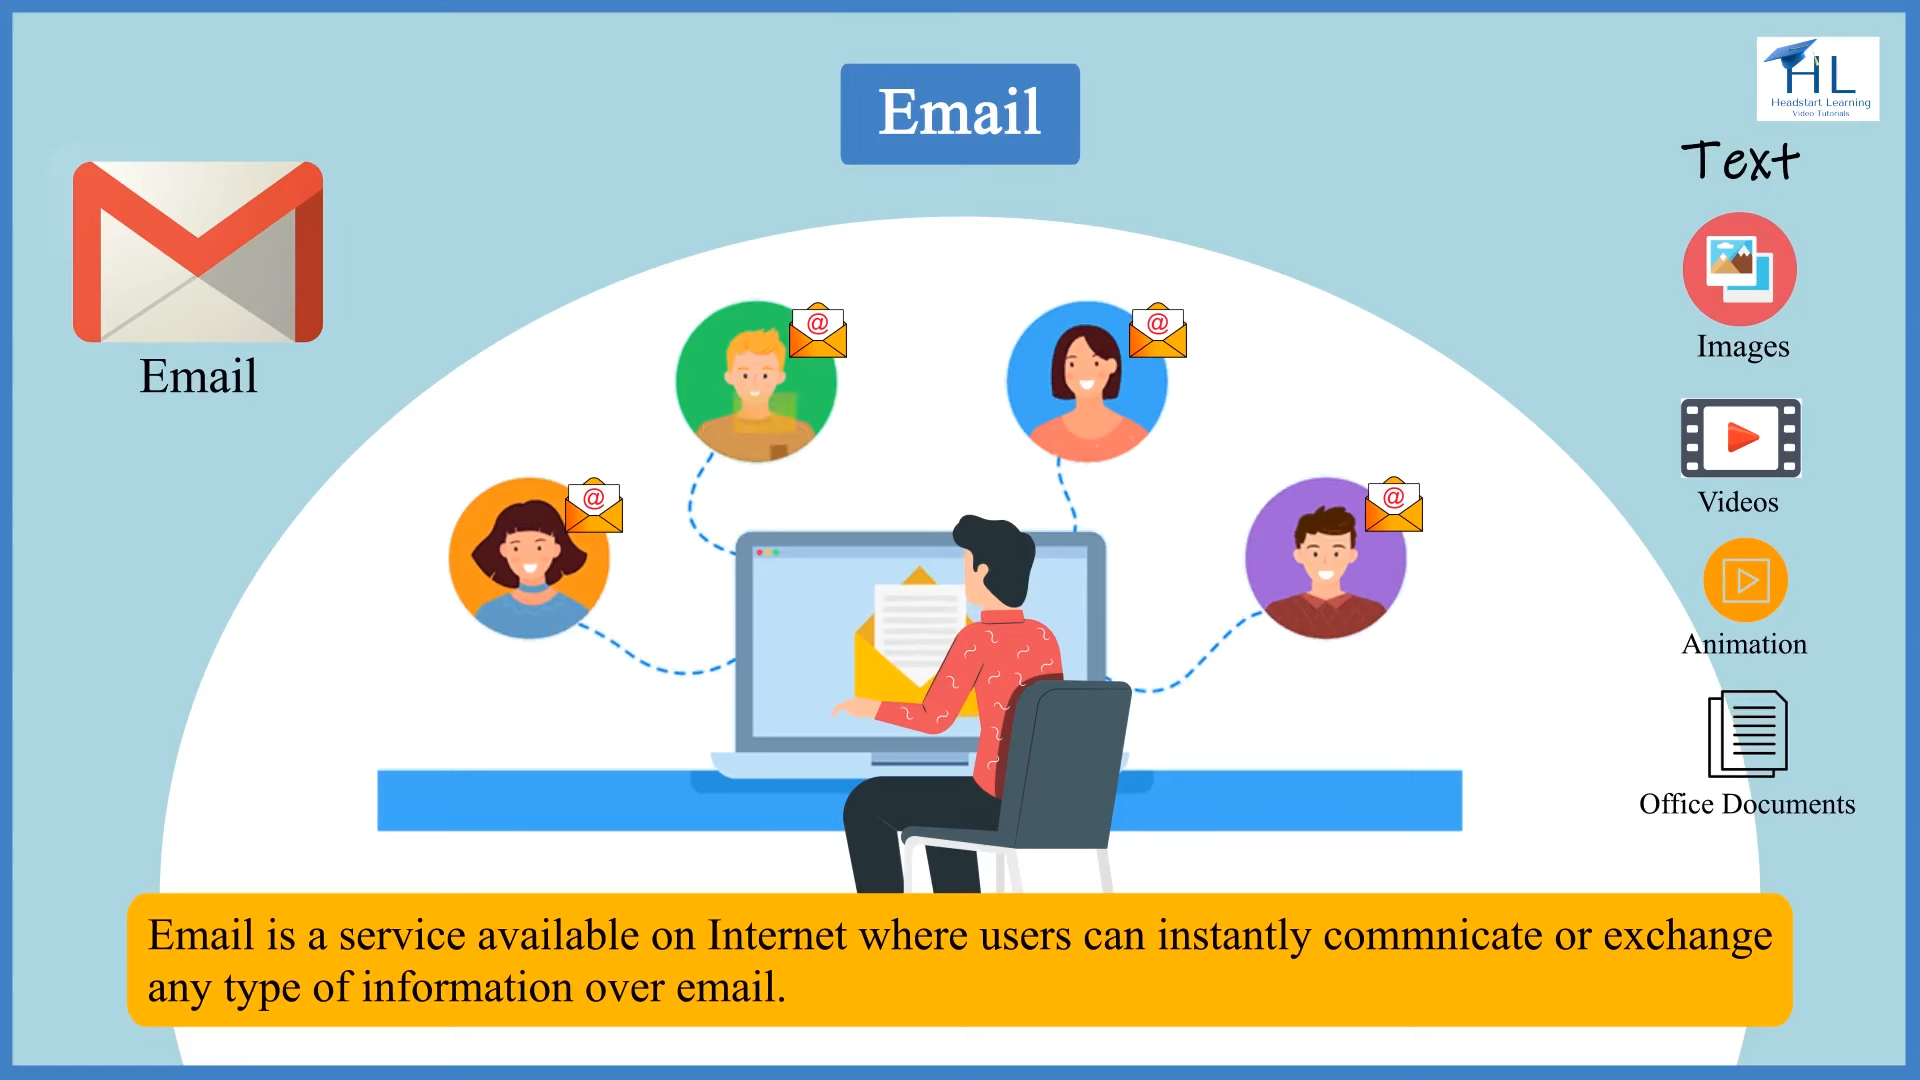 Email
HL
Headstart Learning
Video Tutorials
Email
Text
Images
Videos
Animation
Office Documents
@
@
@
@
Email is a service available on Internet where users can instantly commnicate or exchange
any type of information over email.